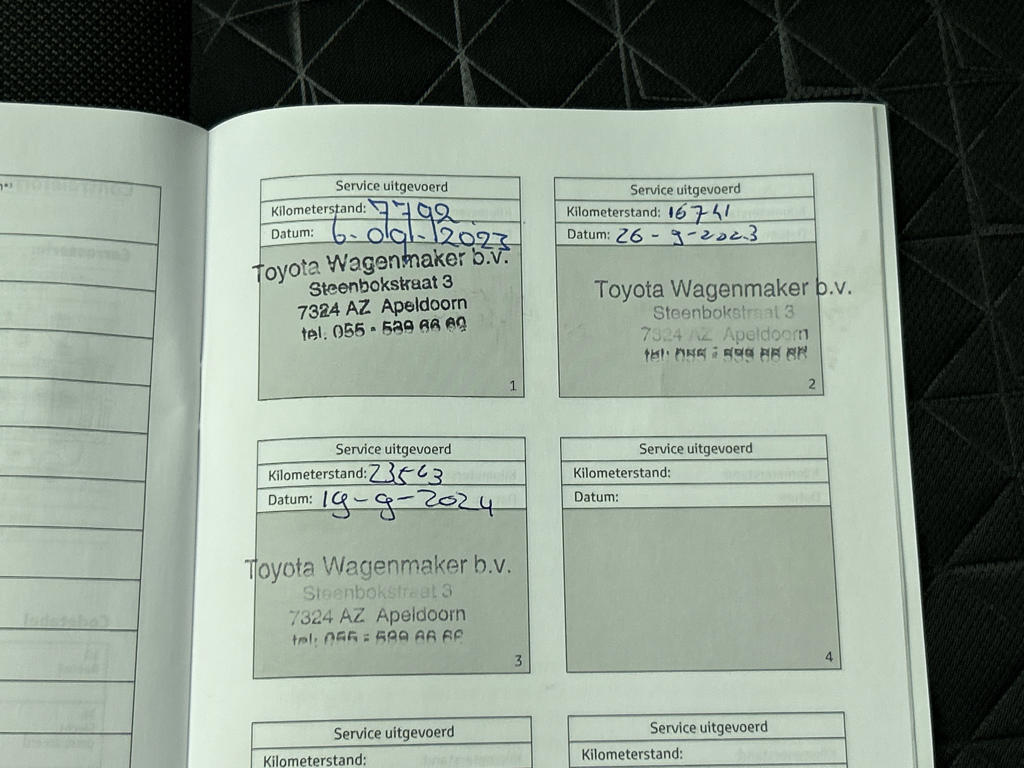 Service uitgevoerd
Kilometerstand: 7792
Datum: 6-09-2023
Toyota Wagenmaker b.v.
Steenbokstraat 3
7324 AZ Apeldoorn
tel. 055 -
1
Service uitgevoerd
Kilometerstand: 16741
Datum: 26-9-2023
Toyota Wagenmaker b.v.
Steenbokstraat 3
7324 AZ Apeldoorn
2
Service uitgevoerd
Kilometerstand:
Datum: 19-9-2024
Toyota Wagenmaker b.v.
Steenbokstraat 3
7324 AZ Apeldoorn
3
Service uitgevoerd
Kilometerstand:
Datum:
4
Service uitgevoerd
Kilometerstand:
Service uitgevoerd
Kilometerstand: